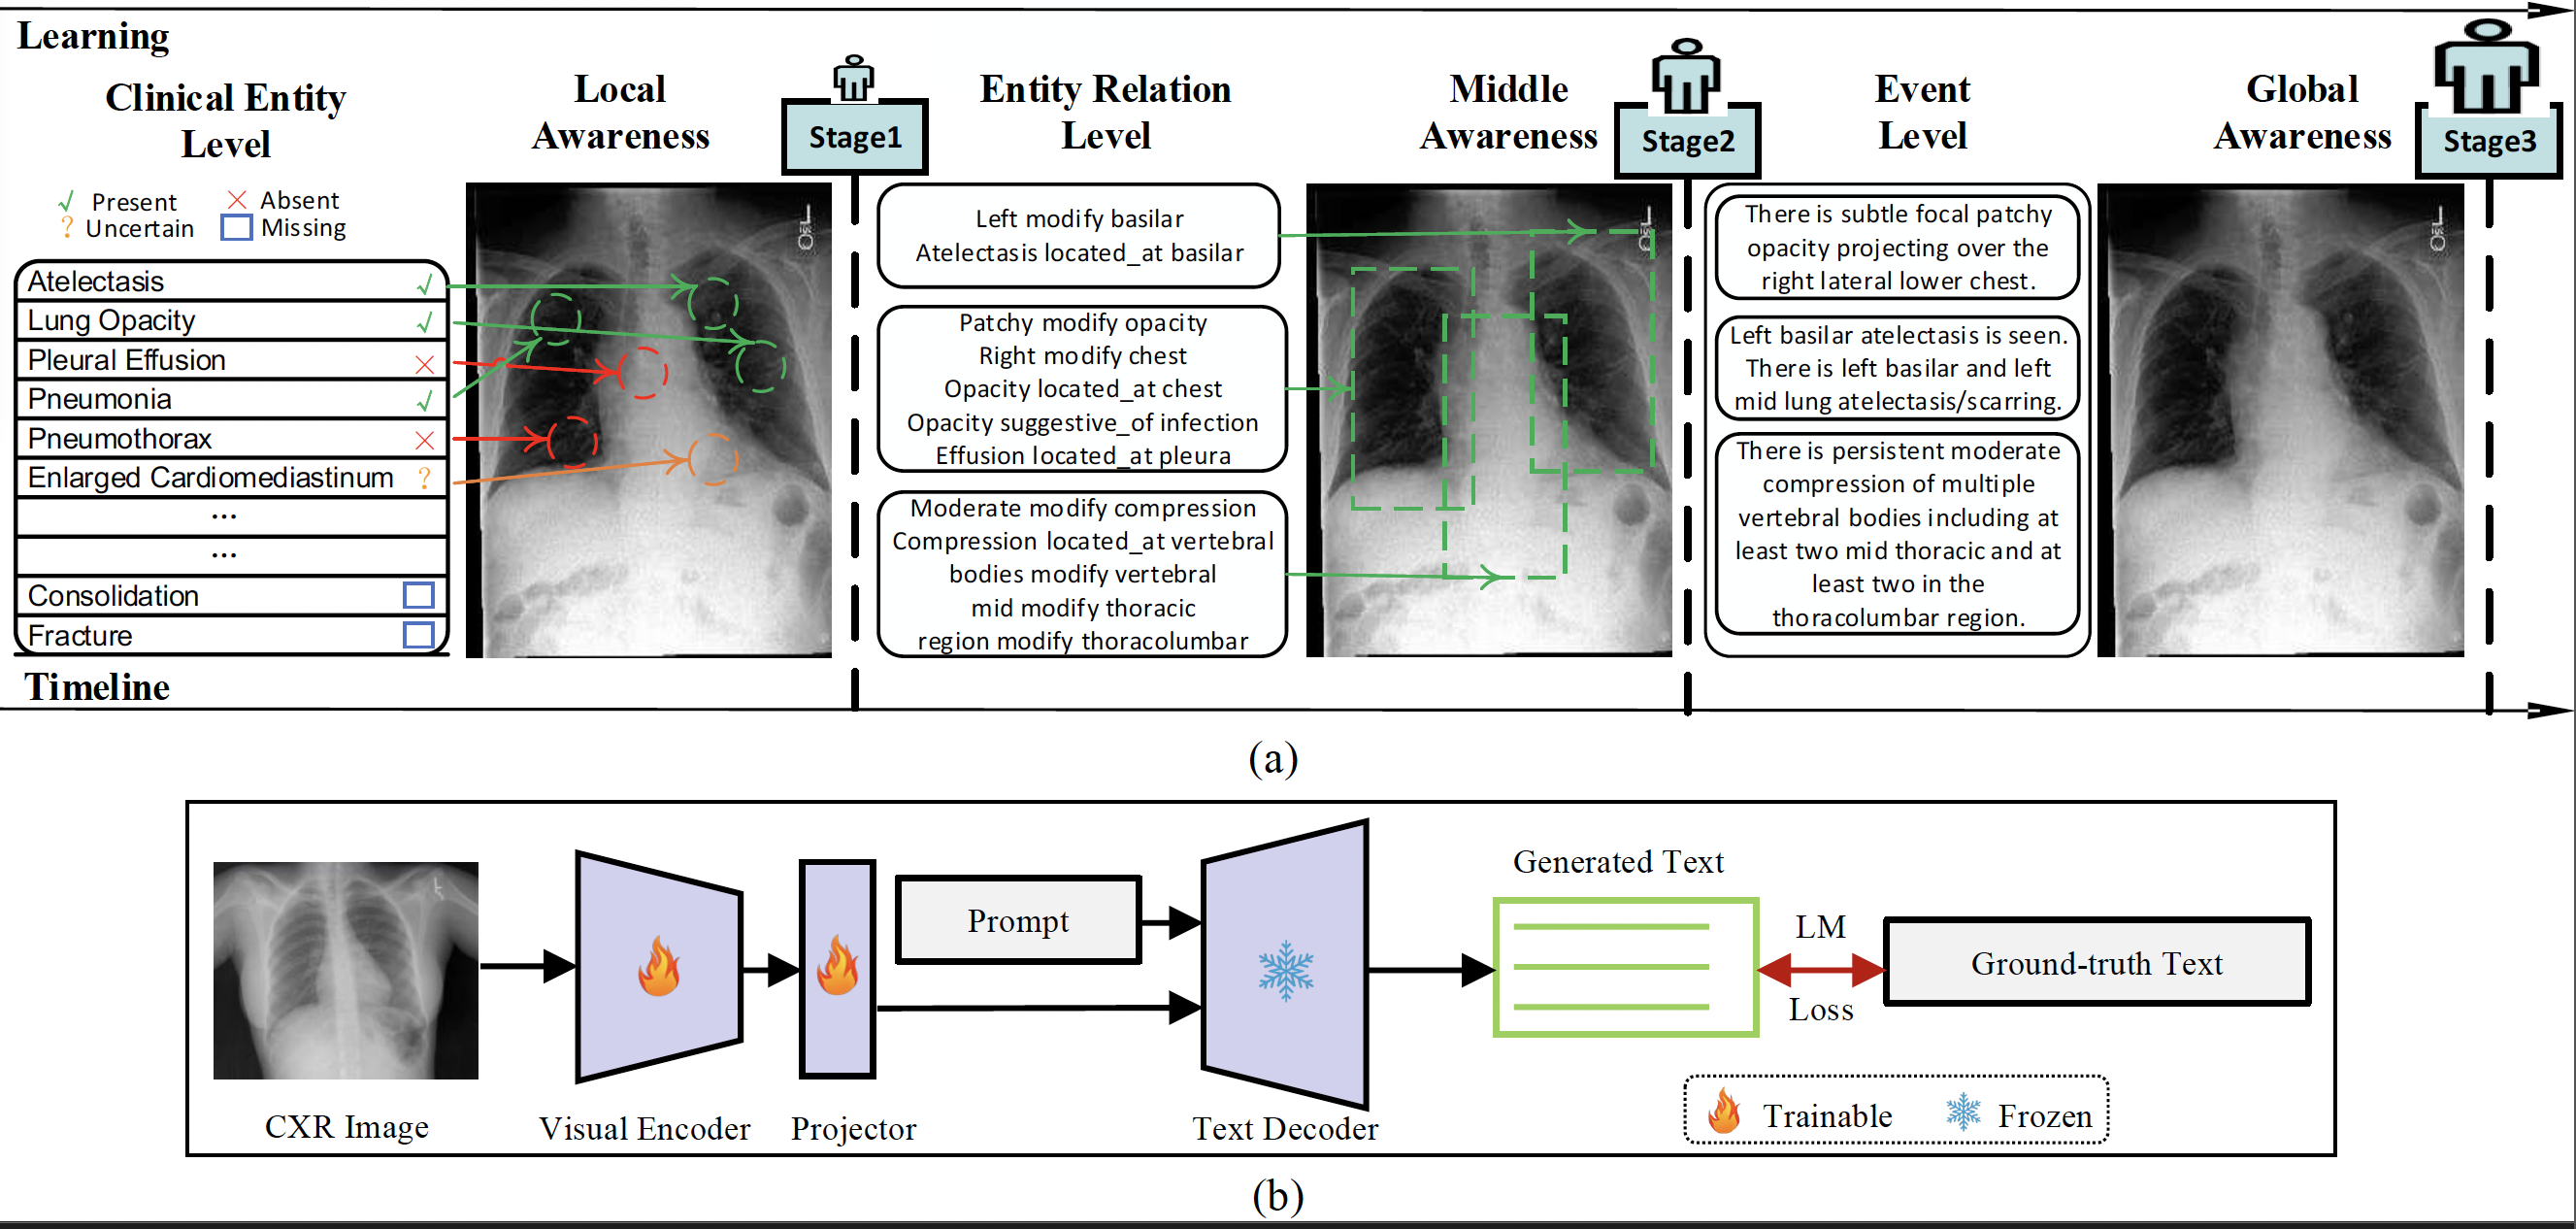 Learning
Clinical Entity
Level
Local
Awareness
Stage1
Entity Relation
Level
Middle
Awareness
Stage2
Event
Level
Global
Awareness
Stage3
√ Present
× Absent
? Uncertain
Missing
Atelectasis √
Lung Opacity √
Pleural Effusion ×
Pneumonia √
Pneumothorax ×
Enlarged Cardiomediastinum ?
...
...
Consolidation
Fracture
Left modify basilar
Atelectasis located_at basilar
Patchy modify opacity
Right modify chest
Opacity located_at chest
Opacity suggestive_of infection
Effusion located_at pleura
Moderate modify compression
Compression located_at vertebral
bodies modify vertebral
mid modify thoracic
region modify thoracolumbar
There is subtle focal patchy
opacity projecting over the
right lateral lower chest.
Left basilar atelectasis is seen.
There is left basilar and left
mid lung atelectasis/scarring.
There is persistent moderate
compression of multiple
vertebral bodies including at
least two mid thoracic and at
least two in the
thoracolumbar region.
Timeline
(a)
CXR Image
Visual Encoder
Projector
Prompt
Text Decoder
Generated Text
LM
Loss
Ground-truth Text
Trainable
Frozen
(b)